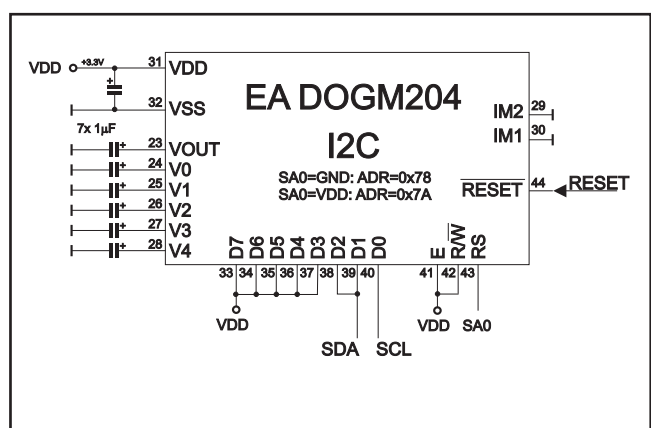 VDD +3.3V 31 VDD
32 VSS
7x 1µF
23 VOUT
24 V0
25 V1
26 V2
27 V3
28 V4
EA DOGM204
I2C
SA0=GND: ADR=0x78
SA0=VDD: ADR=0x7A
IM2 29
IM1 30
RESET 44 RESET
D7 D6 D5 D4 D3 D2 D1 D0 E R/W RS
33 34 35 36 37 38 39 40 41 42 43
VDD VDD SA0
SDA SCL